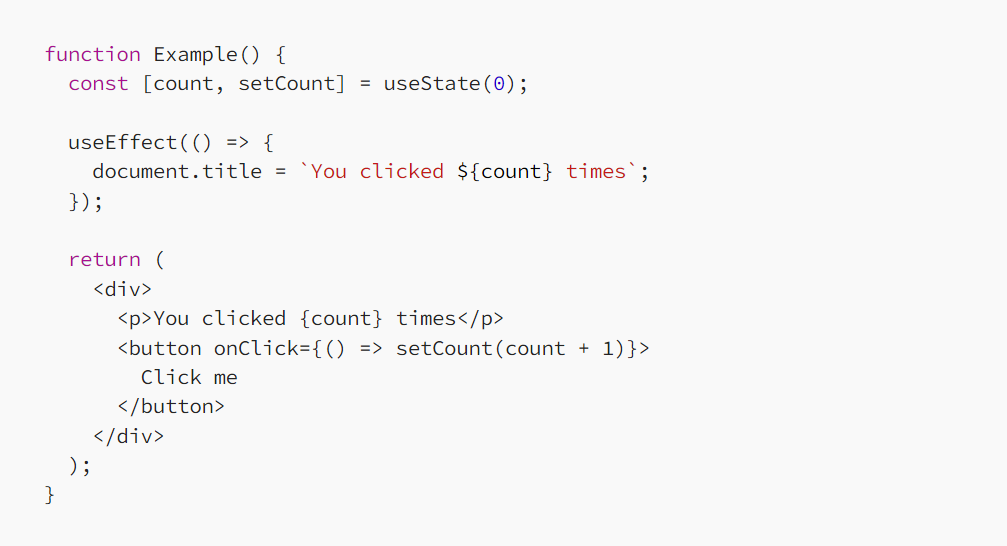 function Example() {
  const [count, setCount] = useState(0);

  useEffect(() => {
    document.title = `You clicked ${count} times`;
  });

  return (
    <div>
      <p>You clicked {count} times</p>
      <button onClick={() => setCount(count + 1)}>
        Click me
      </button>
    </div>
  );
}